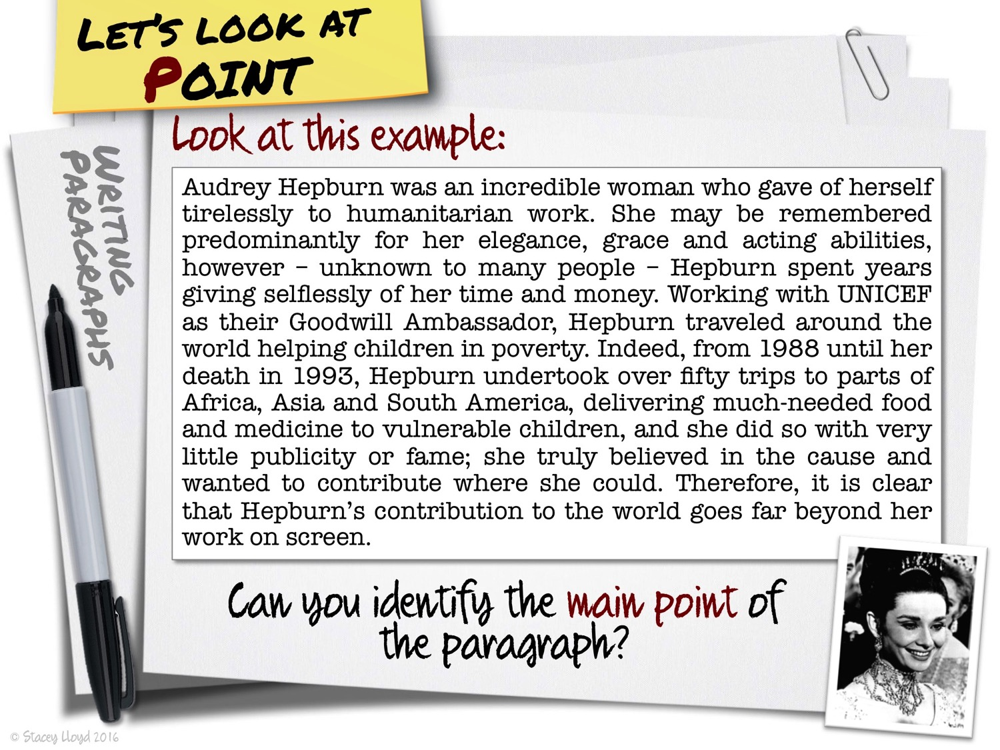 LET'S LOOK AT
POINT
WRITING
PARAGRAPHS
Look at this example:
Audrey Hepburn was an incredible woman who gave of herself
tirelessly to humanitarian work. She may be remembered
predominantly for her elegance, grace and acting abilities,
however – unknown to many people – Hepburn spent years
giving selflessly of her time and money. Working with UNICEF
as their Goodwill Ambassador, Hepburn traveled around the
world helping children in poverty. Indeed, from 1988 until her
death in 1993, Hepburn undertook over fifty trips to parts of
Africa, Asia and South America, delivering much-needed food
and medicine to vulnerable children, and she did so with very
little publicity or fame; she truly believed in the cause and
wanted to contribute where she could. Therefore, it is clear
that Hepburn's contribution to the world goes far beyond her
work on screen.
Can you identify the main point of
the paragraph?
© Stacey Lloyd 2016